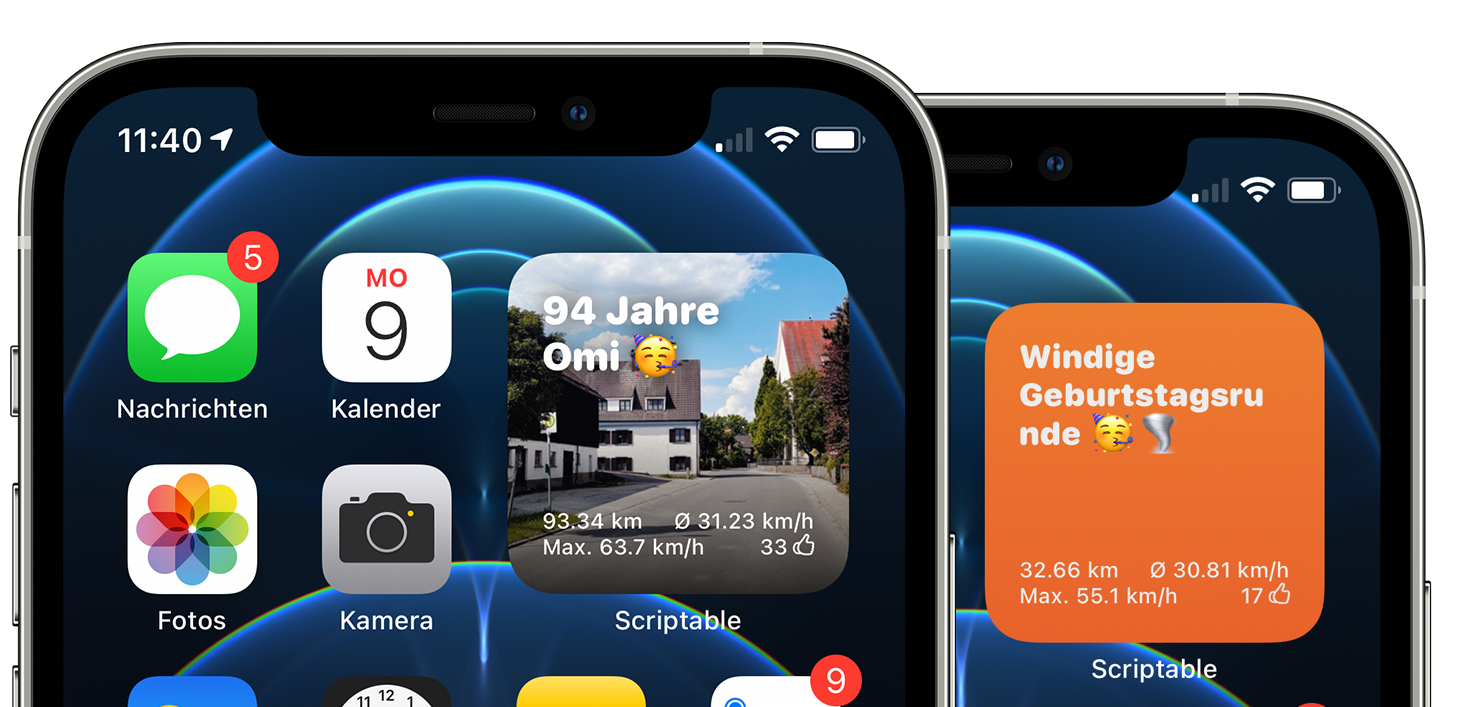 11:40
5
MO
9
Nachrichten
Kalender
94 Jahre
Omi 🥳
93.34 km Ø 31.23 km/h
Max. 63.7 km/h 33
Fotos
Kamera
Scriptable
9
11 12 1
Windige
Geburtstagsru
nde 🥳🌪️
32.66 km Ø 30.81 km/h
Max. 55.1 km/h 17
Scriptable